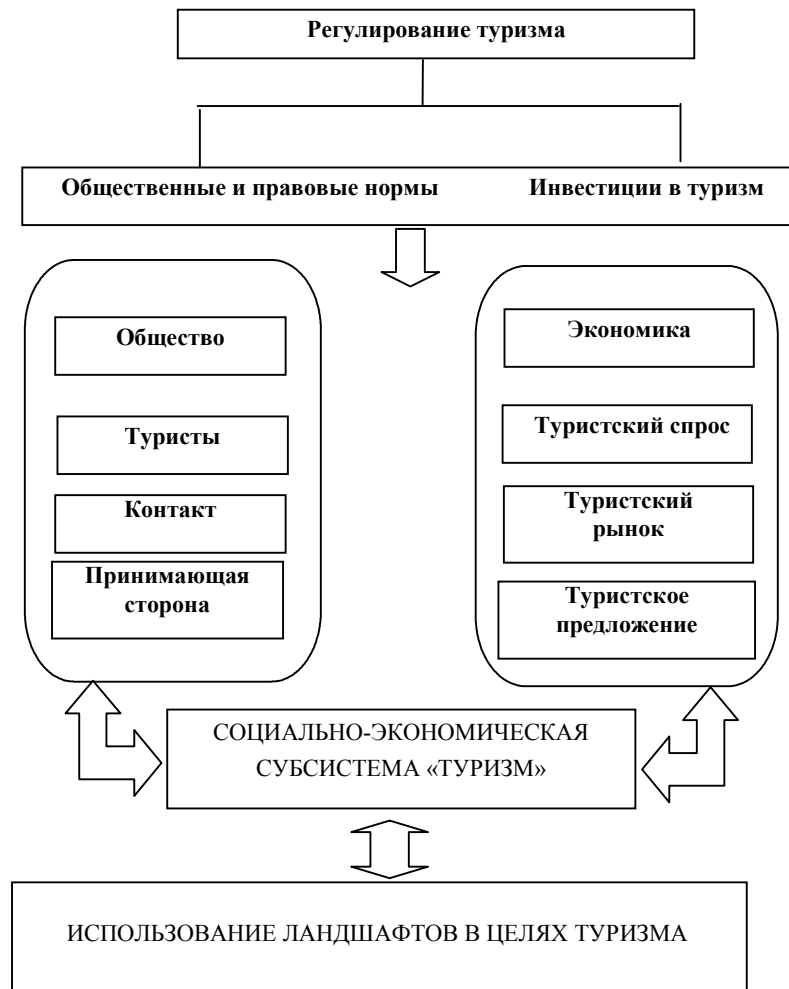 Регулирование туризма
Общественные и правовые нормы Инвестиции в туризм
Общество
Туристы
Контакт
Принимающая
сторона
Экономика
Туристский спрос
Туристский
рынок
Туристское
предложение
СОЦИАЛЬНО-ЭКОНОМИЧЕСКАЯ
СУБСИСТЕМА «ТУРИЗМ»
ИСПОЛЬЗОВАНИЕ ЛАНДШАФТОВ В ЦЕЛЯХ ТУРИЗМА